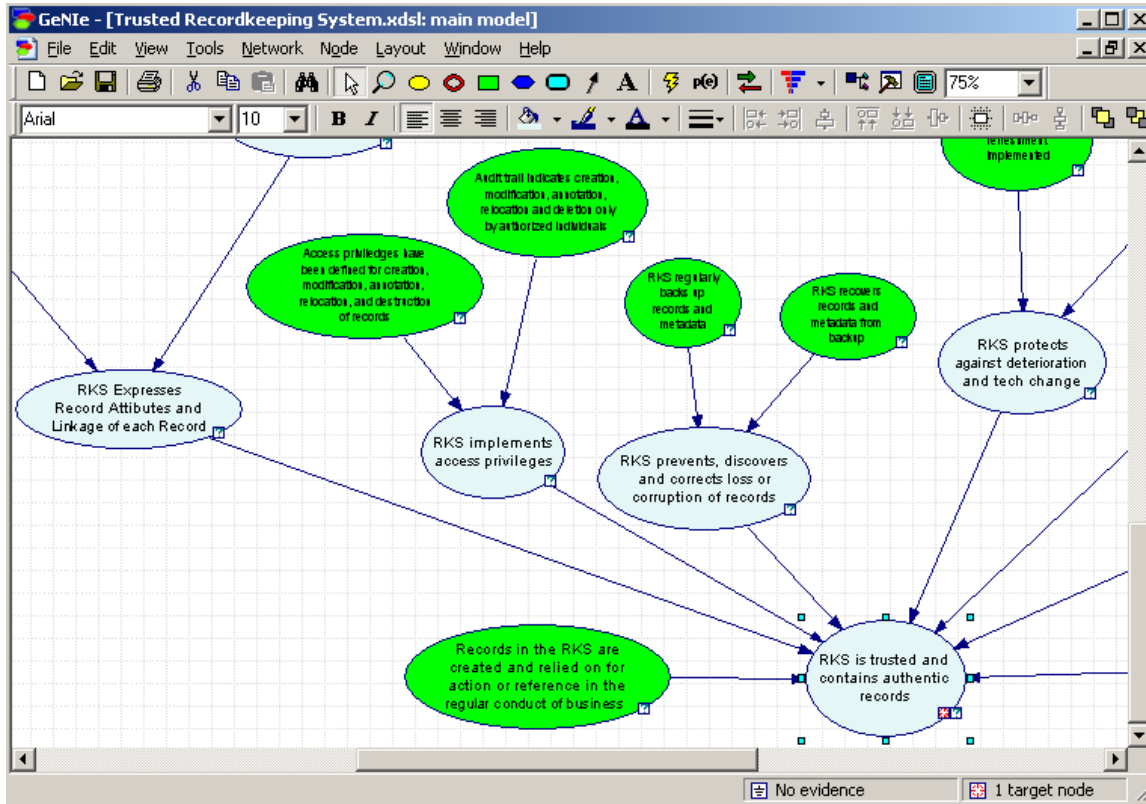 GeNIe - [Trusted Recordkeeping System.xdsl: main model]
File Edit View Tools Network Node Layout Window Help
A p(e) 75%
Arial 10 B I A
implemented
Audit trail indicates creation,
modification, annotation,
relocation and deletion only
by authorized individuals
Access priviledges have
been defined for creation,
modification, annotation,
relocation, and destruction
of records
RKS regularly
backs up
records and
metadata
RKS recovers
records and
metadata from
backup
RKS protects
against deterioration
and tech change
RKS Expresses
Record Attibutes and
Linkage of each Record
RKS implements
access privileges
RKS prevents, discovers
and corrects loss or
corruption of records
Records in the RKS are
created and relied on for
action or reference in the
regular conduct of business
RKS is trusted and
contains authentic
records
No evidence
1 target node